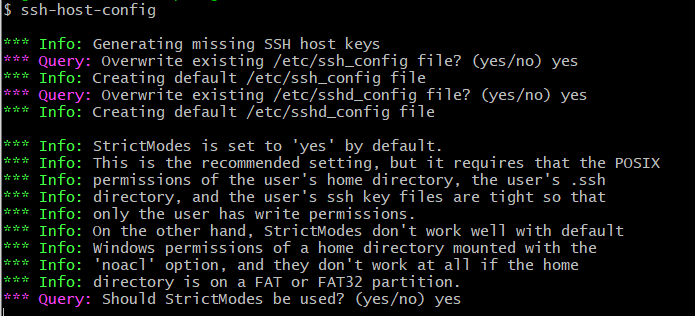 $ ssh-host-config
*** Info: Generating missing SSH host keys
*** Query: Overwrite existing /etc/ssh_config file? (yes/no) yes
*** Info: Creating default /etc/ssh_config file
*** Query: Overwrite existing /etc/sshd_config file? (yes/no) yes
*** Info: Creating default /etc/sshd_config file
*** Info: StrictModes is set to 'yes' by default.
*** Info: This is the recommended setting, but it requires that the POSIX
*** Info: permissions of the user's home directory, the user's .ssh
*** Info: directory, and the user's ssh key files are tight so that
*** Info: only the user has write permissions.
*** Info: On the other hand, StrictModes don't work well with default
*** Info: Windows permissions of a home directory mounted with the
*** Info: 'noacl' option, and they don't work at all if the home
*** Info: directory is on a FAT or FAT32 partition.
*** Query: Should StrictModes be used? (yes/no) yes